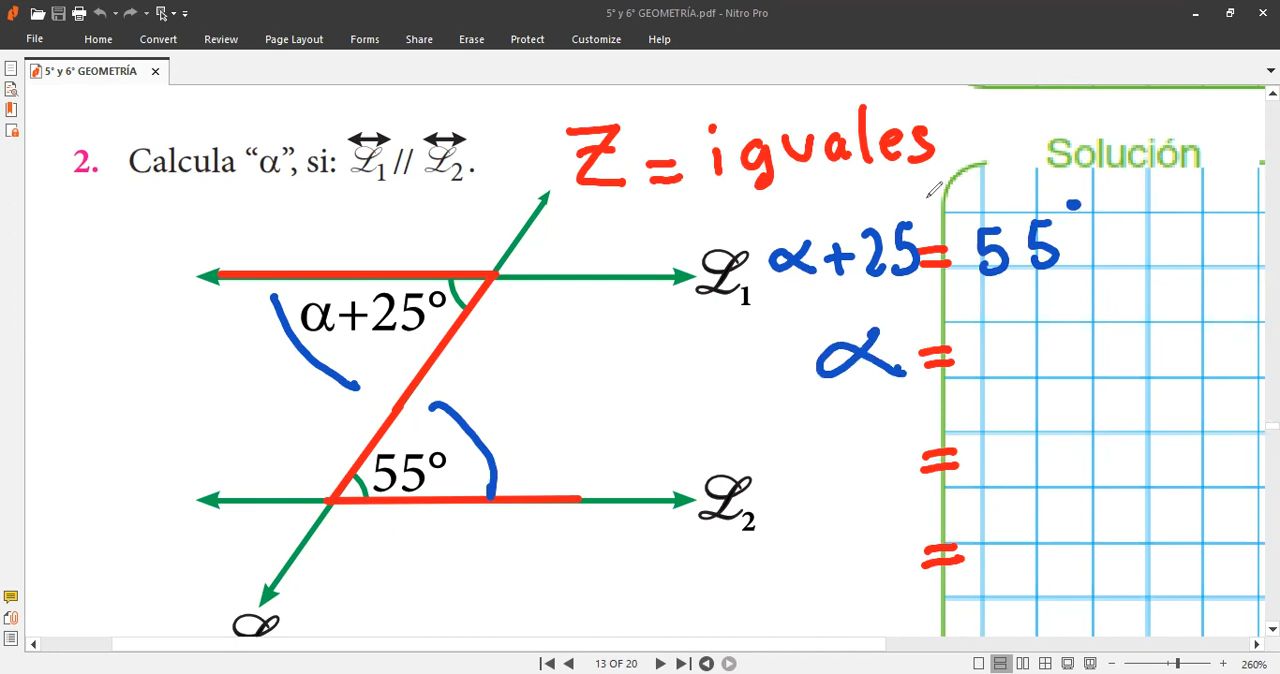 5° y 6° GEOMETRÍA.pdf - Nitro Pro
File Home Convert Review Page Layout Forms Share Erase Protect Customize Help
5° y 6° GEOMETRÍA
2. Calcula “α”, si: ℒ1 // ℒ2.
Z = iguales
Solución
α+25 = 55°
ℒ1
α+25°
α =
55°
=
ℒ2
=
ℒ
13 OF 20
260%